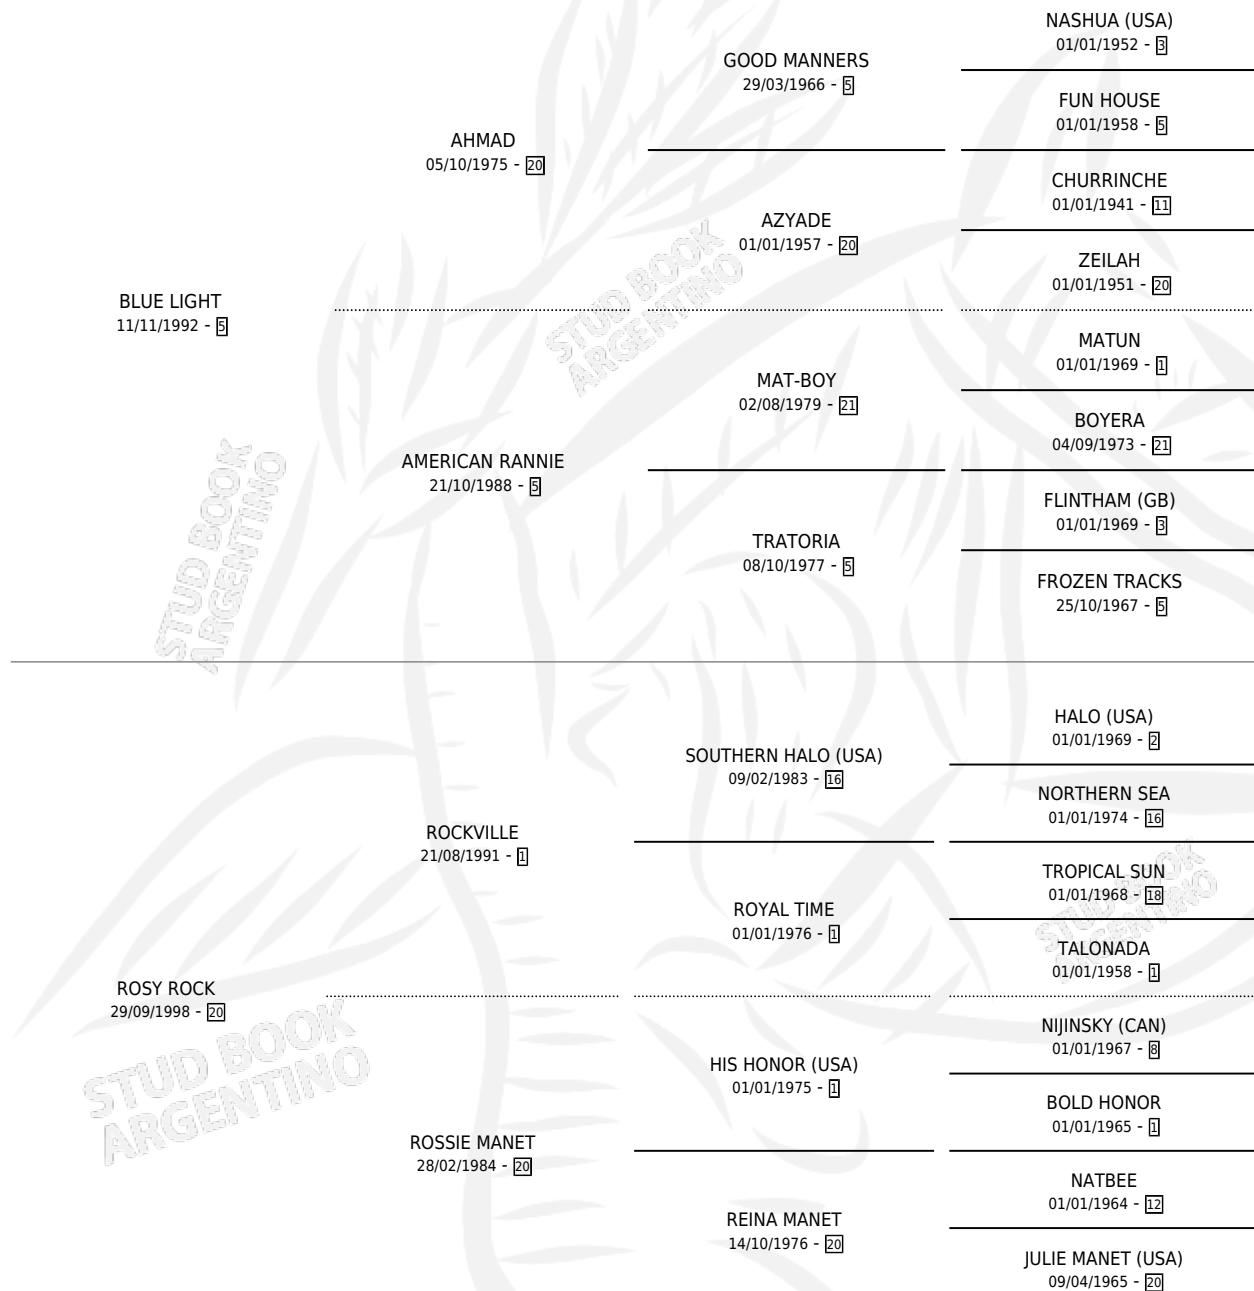 NASHUA (USA)
01/01/1952 - 3
GOOD MANNERS
29/03/1966 - 5
FUN HOUSE
01/01/1958 - 5
AHMAD
05/10/1975 - 20
CHURRINCHE
01/01/1941 - 11
AZYADE
01/01/1957 - 20
ZEILAH
01/01/1951 - 20
BLUE LIGHT
11/11/1992 - 5
STUD BOOK
ARGENTINO
MATUN
01/01/1969 - 1
MAT-BOY
02/08/1979 - 21
BOYERA
04/09/1973 - 21
AMERICAN RANNIE
21/10/1988 - 5
FLINTHAM (GB)
01/01/1969 - 3
TRATORIA
08/10/1977 - 5
FROZEN TRACKS
25/10/1967 - 5
STUD BOOK
ARGENTINO
HALO (USA)
01/01/1969 - 2
SOUTHERN HALO (USA)
09/02/1983 - 16
NORTHERN SEA
01/01/1974 - 16
ROCKVILLE
21/08/1991 - 1
TROPICAL SUN
01/01/1968 - 18
ROYAL TIME
01/01/1976 - 1
TALONADA
01/01/1958 - 1
STUD BOOK
ARGENTINO
ROSY ROCK
29/09/1998 - 20
NIJINSKY (CAN)
01/01/1967 - 8
HIS HONOR (USA)
01/01/1975 - 1
BOLD HONOR
01/01/1965 - 1
STUD BOOK
ARGENTINO
ROSSIE MANET
28/02/1984 - 20
NATBEE
01/01/1964 - 12
REINA MANET
14/10/1976 - 20
JULIE MANET (USA)
09/04/1965 - 20